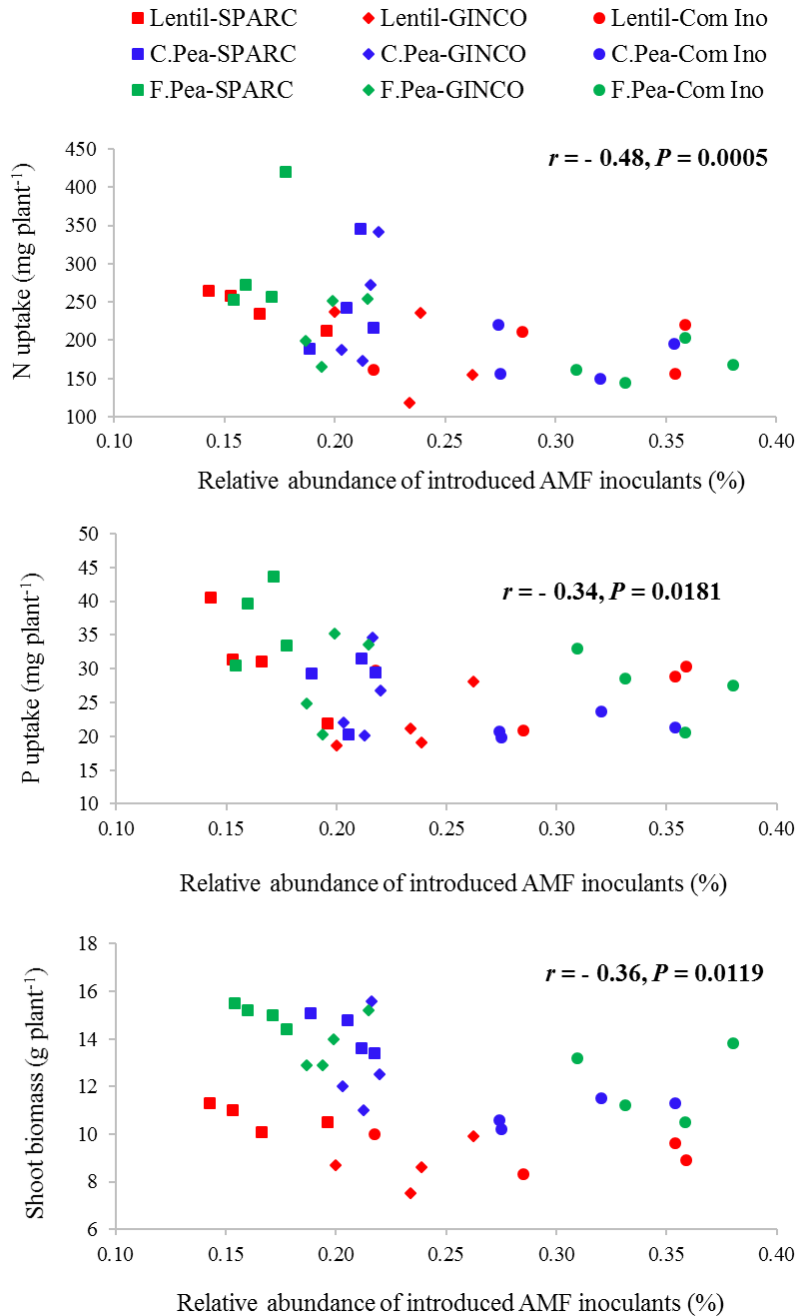 Lentil-SPARC Lentil-GINCO Lentil-Com Ino
C.Pea-SPARC C.Pea-GINCO C.Pea-Com Ino
F.Pea-SPARC F.Pea-GINCO F.Pea-Com Ino
r = - 0.48, P = 0.0005
N uptake (mg plant⁻¹)
450
400
350
300
250
200
150
100
0.10 0.15 0.20 0.25 0.30 0.35 0.40
Relative abundance of introduced AMF inoculants (%)
r = - 0.34, P = 0.0181
P uptake (mg plant⁻¹)
50
45
40
35
30
25
20
15
10
0.10 0.15 0.20 0.25 0.30 0.35 0.40
Relative abundance of introduced AMF inoculants (%)
r = - 0.36, P = 0.0119
Shoot biomass (g plant⁻¹)
18
16
14
12
10
8
6
0.10 0.15 0.20 0.25 0.30 0.35 0.40
Relative abundance of introduced AMF inoculants (%)